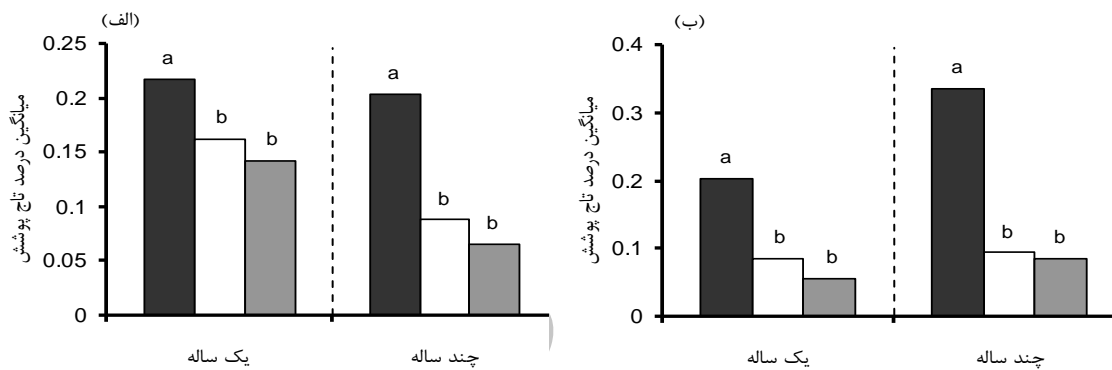 (الف)
میانگین درصد تاج پوشش
0.25
0.2
0.15
0.1
0.05
0
a
b
b
a
b
b
یک ساله
چند ساله
(ب)
میانگین درصد تاج پوشش
0.4
0.3
0.2
0.1
0
a
b
b
a
b
b
یک ساله
چند ساله